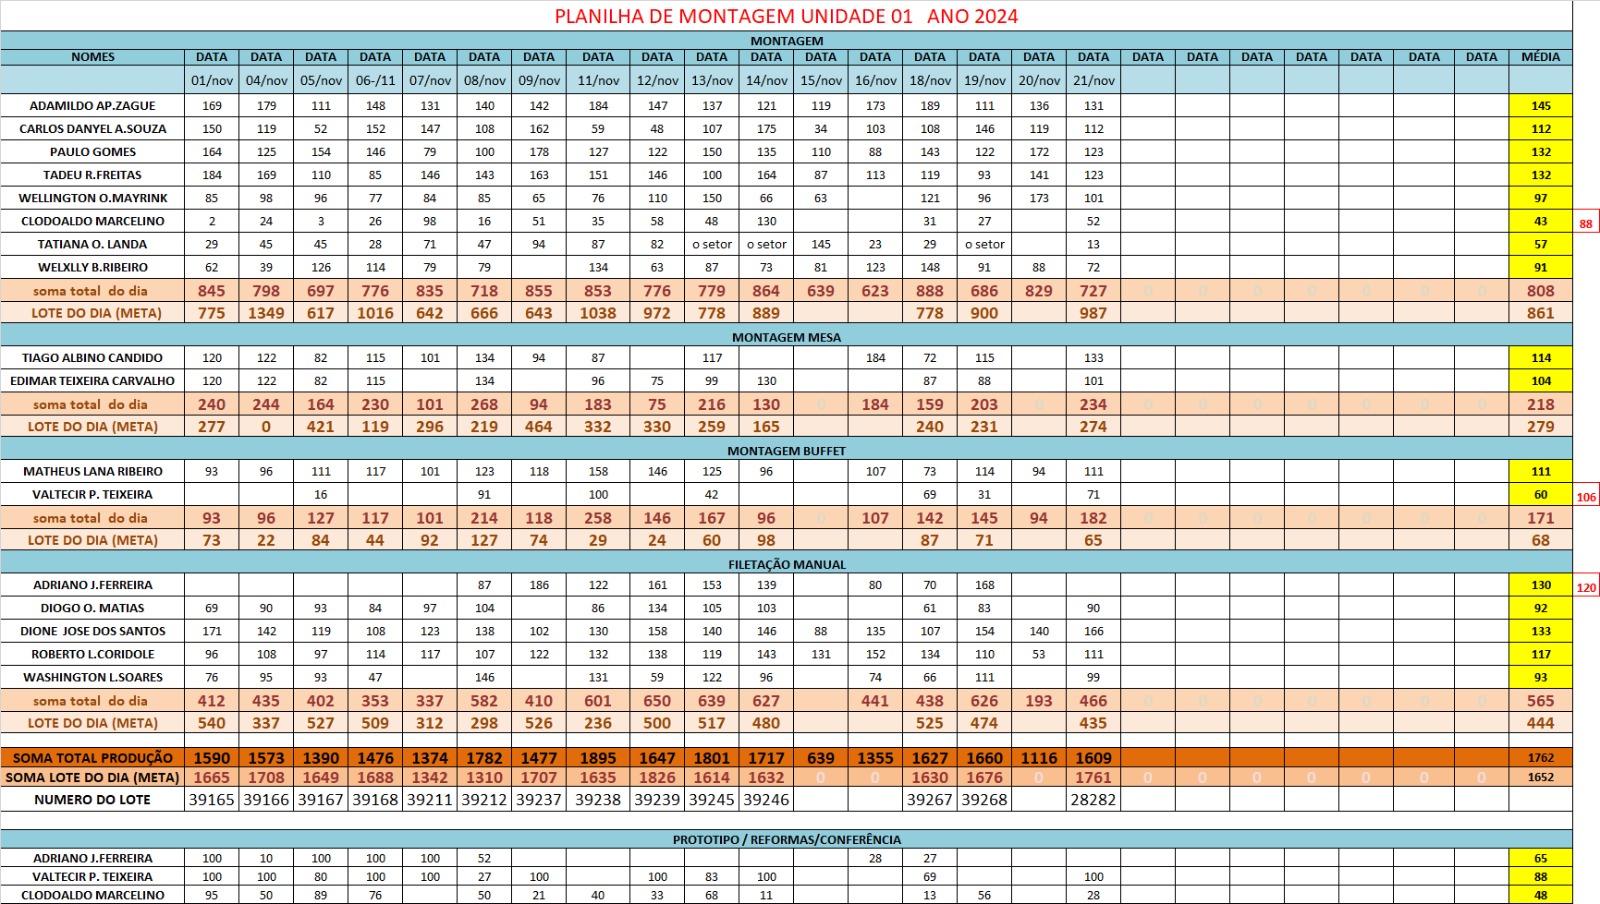 PLANILHA DE MONTAGEM UNIDADE 01 ANO 2024
MONTAGEM
NOMES DATA DATA DATA DATA DATA DATA DATA DATA DATA DATA DATA DATA DATA DATA DATA DATA DATA DATA DATA DATA DATA DATA DATA DATA MÉDIA
01/nov 04/nov 05/nov 06-/11 07/nov 08/nov 09/nov 11/nov 12/nov 13/nov 14/nov 15/nov 16/nov 18/nov 19/nov 20/nov 21/nov
ADAMILDO AP.ZAGUE 169 179 111 148 131 140 142 184 147 137 121 119 173 189 111 136 131 145
CARLOS DANYEL A.SOUZA 150 119 52 152 147 108 162 59 48 107 175 34 103 108 146 119 112 112
PAULO GOMES 164 125 154 146 79 100 178 127 122 150 135 110 88 143 122 172 123 132
TADEU R.FREITAS 184 169 110 85 146 143 163 151 146 100 164 87 113 119 93 141 123 132
WELLINGTON O.MAYRINK 85 98 96 77 84 85 65 76 110 150 66 63 121 96 173 101 97
CLODOALDO MARCELINO 2 24 3 26 98 16 51 35 58 48 130 31 27 52 43 88
TATIANA O. LANDA 29 45 45 28 71 47 94 87 82 o setor o setor 145 23 29 o setor 13 57
WELXLLY B.RIBEIRO 62 39 126 114 79 79 134 63 87 73 81 123 148 91 88 72 91
soma total do dia 845 798 697 776 835 718 855 853 776 779 864 639 623 888 686 829 727 0 0 0 0 0 0 0 808
LOTE DO DIA (META) 775 1349 617 1016 642 666 643 1038 972 778 889 778 900 987 861
MONTAGEM MESA
TIAGO ALBINO CANDIDO 120 122 82 115 101 134 94 87 117 184 72 115 133 114
EDIMAR TEIXEIRA CARVALHO 120 122 82 115 134 96 75 99 130 87 88 101 104
soma total do dia 240 244 164 230 101 268 94 183 75 216 130 0 184 159 203 0 234 0 0 0 0 0 0 0 218
LOTE DO DIA (META) 277 0 421 119 296 219 464 332 330 259 165 240 231 274 279
MONTAGEM BUFFET
MATHEUS LANA RIBEIRO 93 96 111 117 101 123 118 158 146 125 96 107 73 114 94 111 111
VALTECIR P. TEIXEIRA 16 91 100 42 69 31 71 60 106
soma total do dia 93 96 127 117 101 214 118 258 146 167 96 0 107 142 145 94 182 0 0 0 0 0 0 0 171
LOTE DO DIA (META) 73 22 84 44 92 127 74 29 24 60 98 87 71 65 68
FILETAÇÃO MANUAL
ADRIANO J.FERREIRA 87 186 122 161 153 139 80 70 168 130 120
DIOGO O. MATIAS 69 90 93 84 97 104 86 134 105 103 61 83 90 92
DIONE JOSE DOS SANTOS 171 142 119 108 123 138 102 130 158 140 146 88 135 107 154 140 166 133
ROBERTO L.CORIDOLE 96 108 97 114 117 107 122 132 138 119 143 131 152 134 110 53 111 117
WASHINGTON L.SOARES 76 95 93 47 146 131 59 122 96 74 66 111 99 93
soma total do dia 412 435 402 353 337 582 410 601 650 639 627 441 438 626 193 466 0 0 0 0 0 0 0 565
LOTE DO DIA (META) 540 337 527 509 312 298 526 236 500 517 480 525 474 435 444
SOMA TOTAL PRODUÇÃO 1590 1573 1390 1476 1374 1782 1477 1895 1647 1801 1717 639 1355 1627 1660 1116 1609 1762
SOMA LOTE DO DIA (META) 1665 1708 1649 1688 1342 1310 1707 1635 1826 1614 1632 0 0 1630 1676 0 1761 0 0 0 0 0 0 0 1652
NUMERO DO LOTE 39165 39166 39167 39168 39211 39212 39237 39238 39239 39245 39246 39267 39268 28282
PROTOTIPO / REFORMAS/CONFERÊNCIA
ADRIANO J.FERREIRA 100 10 100 100 100 52 28 27 65
VALTECIR P. TEIXEIRA 100 100 80 100 100 27 100 100 83 100 69 100 88
CLODOALDO MARCELINO 95 50 89 76 50 21 40 33 68 11 13 56 28 48